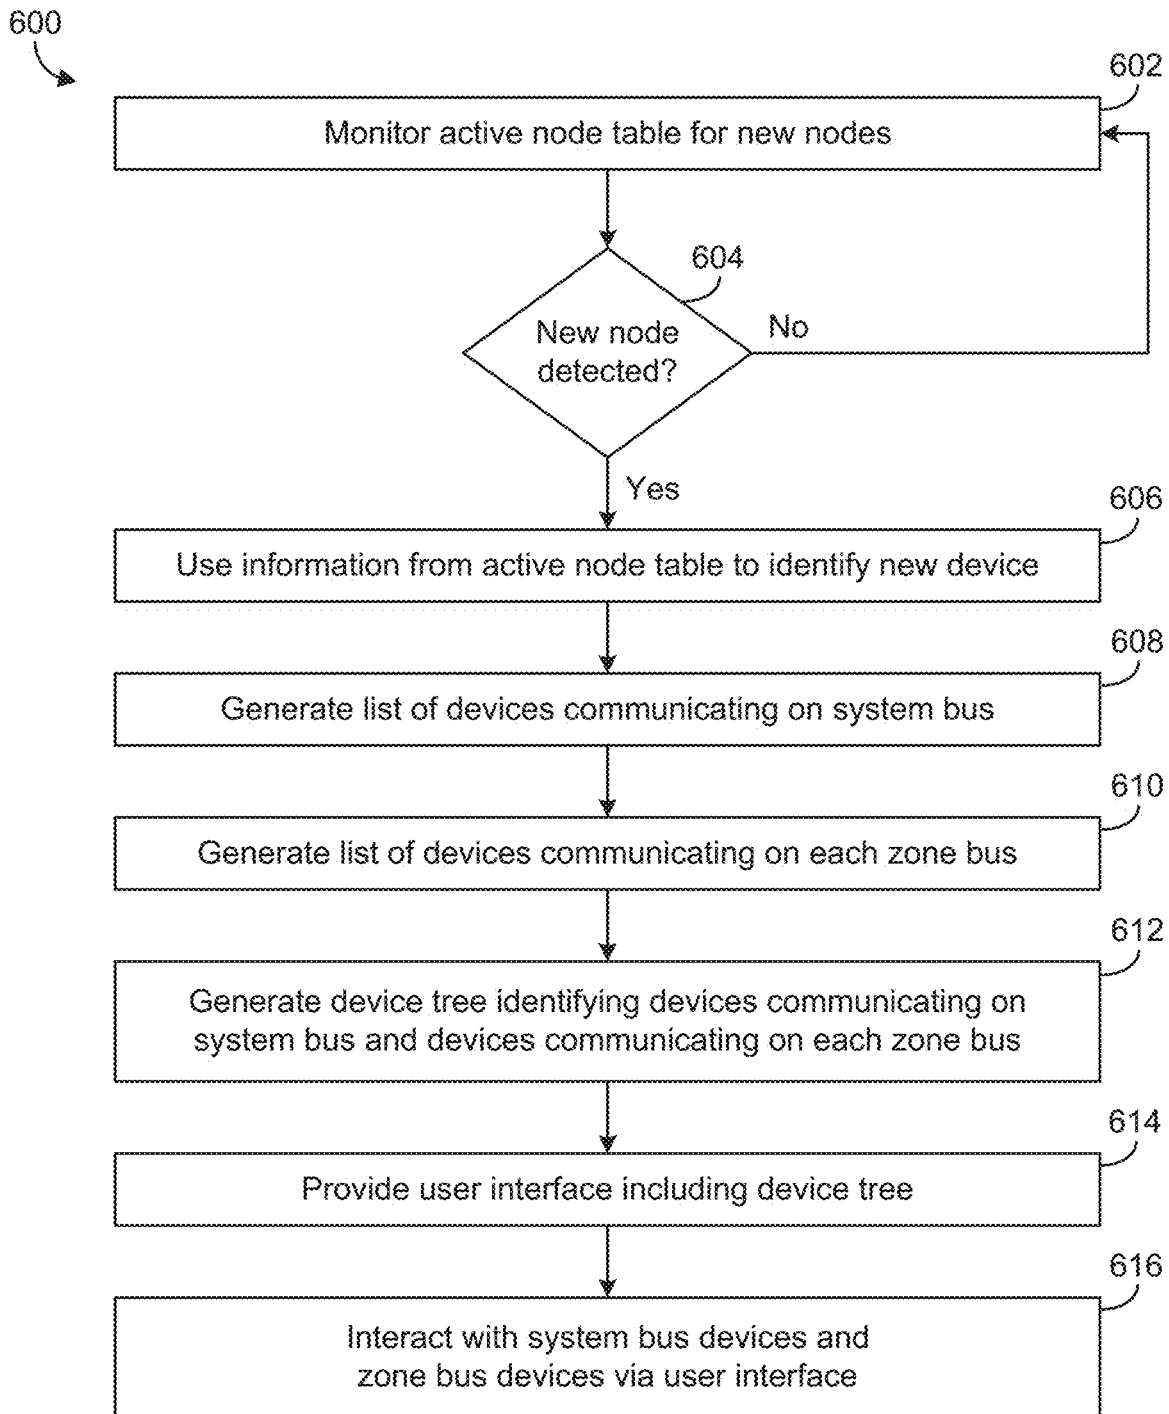 600
602
Monitor active node table for new nodes
604
New node
detected?
No
Yes
606
Use information from active node table to identify new device
608
Generate list of devices communicating on system bus
610
Generate list of devices communicating on each zone bus
612
Generate device tree identifying devices communicating on
system bus and devices communicating on each zone bus
614
Provide user interface including device tree
616
Interact with system bus devices and
zone bus devices via user interface